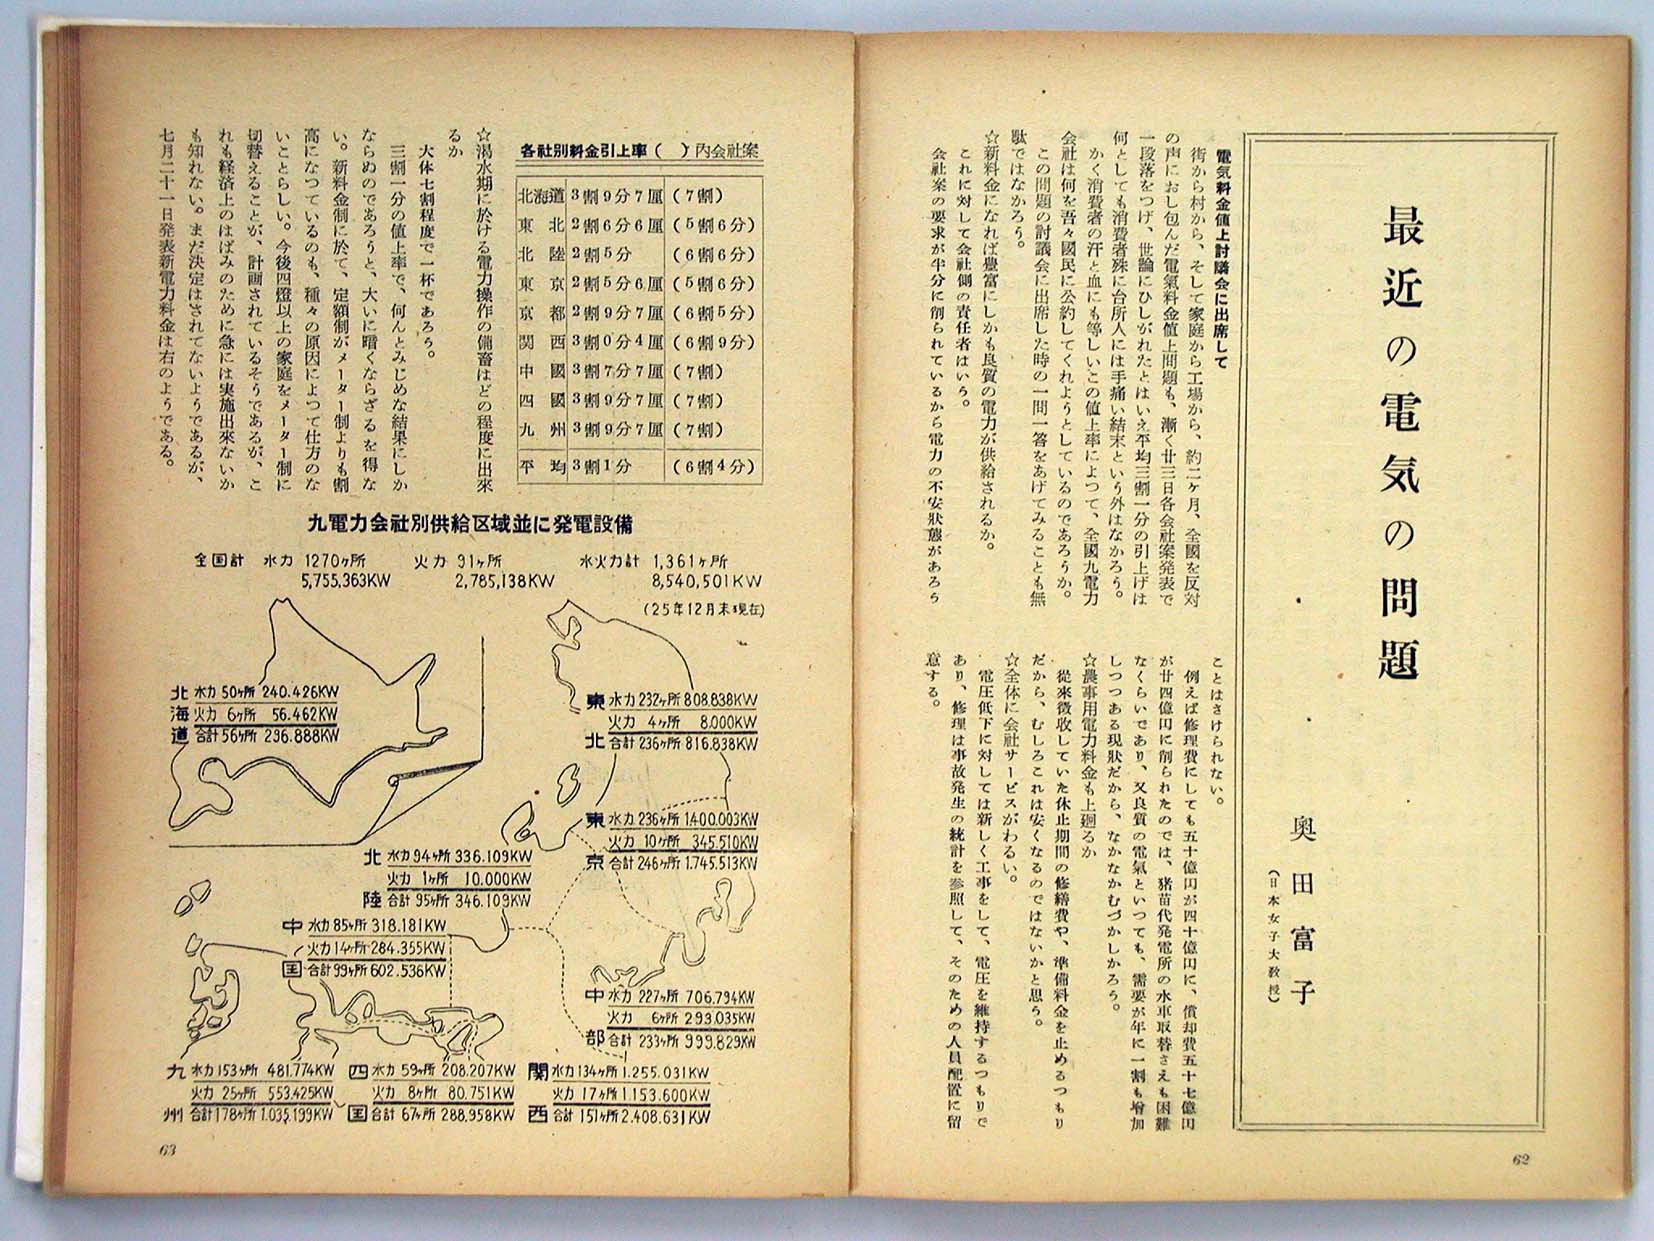 最近の電気の問題
奥田富子
(日本女子大教授)
電気料金値上討議会に出席して
街から村から、そして家庭から工場から、約二ヶ月、全國を反対
の声におし包んだ電氣料金値上問題も、漸く廿三日各会社案発表で
一段落をつげ、世論にひしがれたとはいえ平均三割一分の引上げは
何としても消費者殊に台所人には手痛い結末という外はなかろう。
かく消費者の汗と血にも等しいこの値上率によつて、全國九電力
会社は何を吾々國民に公約してくれようとしているのであろうか。
この問題の討議会に出席した時の一問一答をあげてみることも無
駄ではなかろう。
☆新料金になれば豊富にしかも良質の電力が供給されるか。
これに対して会社側の責任者はいう。
会社案の要求が半分に削られているから電力の不安狀態があろう
ことはさけられない。
例えば修理費にしても五十億円が四十億円に、償却費五十七億円
が廿四億円に削られたのでは、猪苗代発電所の水車取替さえも困難
なくらいであり、又良質の電氣といつても、需要が年に一割も増加
しつつある現狀だから、なかなかむづかしかろう。
☆農事用電力料金も上廻るか
從來徴收していた休止期間の修繕費や、準備料金を止めるつもり
だから、むしろこれは安くなるのではないかと思う。
☆全体に会社サービスがわるい。
電圧低下に対しては新しく工事をして、電圧を維持するつもりで
あり、修理は事故発生の統計を参照して、そのための人員配置に留
意する。
62
各社別料金引上率( )内会社案
北海道 3割9分7厘 (7割)
東北 2割6分6厘 (5割6分)
北陸 2割5分 (6割6分)
東京 2割5分6厘 (5割6分)
京都 2割9分7厘 (6割5分)
関西 3割0分4厘 (6割9分)
中國 3割7分7厘 (7割)
四國 3割9分7厘 (7割)
九州 3割9分7厘 (7割)
平均 3割1分 (6割4分)
☆渇水期に於ける電力操作の備畜はどの程度に出來
るか
大体七割程度で一杯であろう。
三割一分の値上率で、何んとみじめな結果にしか
ならぬのであろうと、大いに暗くならざるを得な
い。新料金制に於て、定額制がメーター制よりも割
高になつているのも、種々の原因によつて仕方のな
いことらしい。今後四燈以上の家庭をメーター制に
切替えることが、計画されているそうであるが、こ
れも経済上のはばみのために急には実施出來ないか
も知れない。まだ決定はされてないようであるが、
七月二十一日発表新電力料金は右のようである。
九電力会社別供給区域並に発電設備
全国計 水力 1270ヶ所 火力 91ヶ所 水火力計 1,361ヶ所
5,755,363KW 2,785,138KW 8,540,501KW
(25年12月末現在)
北海道 水力 50ヶ所 240.426KW
火力 6ヶ所 56.462KW
合計56ヶ所 296.888KW
東北 水力 232ヶ所 808.838KW
火力 4ヶ所 8.000KW
合計 236ヶ所 816.838KW
東京 水力 236ヶ所 1,400.003KW
火力 10ヶ所 345.510KW
合計 246ヶ所 1.745.513KW
北陸 水力 94ヶ所 336.109KW
火力 1ヶ所 10.000KW
合計 95ヶ所 346.109KW
中国 水力 85ヶ所 318.181KW
火力 14ヶ所 284.355KW
合計 99ヶ所 602.536KW
中部 水力 227ヶ所 706.794KW
火力 6ヶ所 293.035KW
合計 233ヶ所 999.829KW
九州 水力 153ヶ所 481.774KW
火力 25ヶ所 553.425KW
合計 178ヶ所 1.035.199KW
四国 水力 59ヶ所 208.207KW
火力 8ヶ所 80.751KW
合計 67ヶ所 288,958KW
関西 水力 134ヶ所 1.255.031KW
火力 17ヶ所 1.153.600KW
合計 151ヶ所 2.408.631KW
63